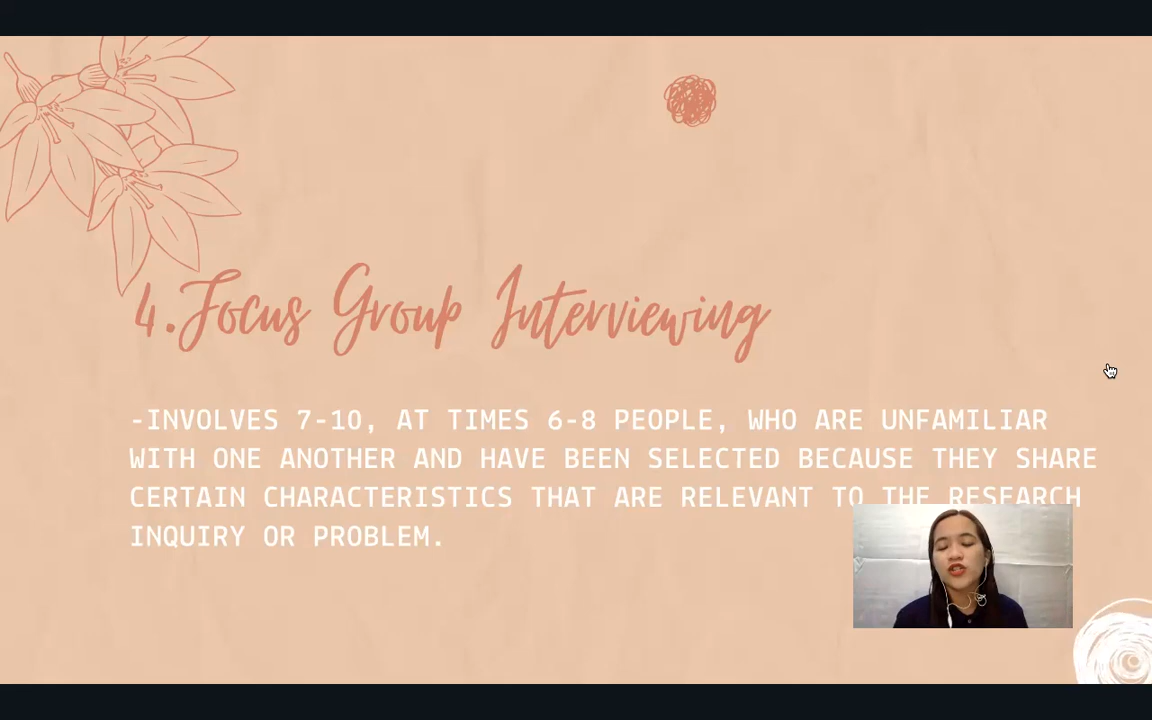 4.Focus Group Interviewing
-INVOLVES 7-10, AT TIMES 6-8 PEOPLE, WHO ARE UNFAMILIAR
WITH ONE ANOTHER AND HAVE BEEN SELECTED BECAUSE THEY SHARE
CERTAIN CHARACTERISTICS THAT ARE RELEVANT TO THE RESEARCH
INQUIRY OR PROBLEM.